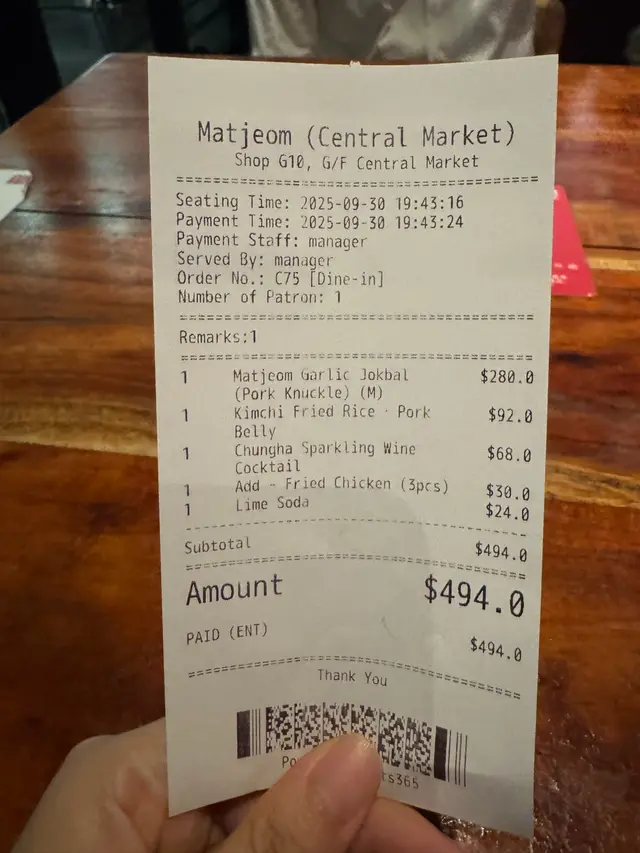 Matjeom (Central Market)
Shop G10, G/F Central Market
Seating Time: 2025-09-30 19:43:16
Payment Time: 2025-09-30 19:43:24
Payment Staff: manager
Served By: manager
Order No.: C75 [Dine-in]
Number of Patron: 1
Remarks:1
1 Matjeom Garlic Jokbal $280.0
(Pork Knuckle) (M)
1 Kimchi Fried Rice · Pork $92.0
Belly
1 Chungha Sparkling Wine $68.0
Cocktail
1 Add - Fried Chicken (3pcs) $30.0
1 Lime Soda $24.0
Subtotal $494.0
Amount $494.0
PAID (ENT) $494.0
Thank You